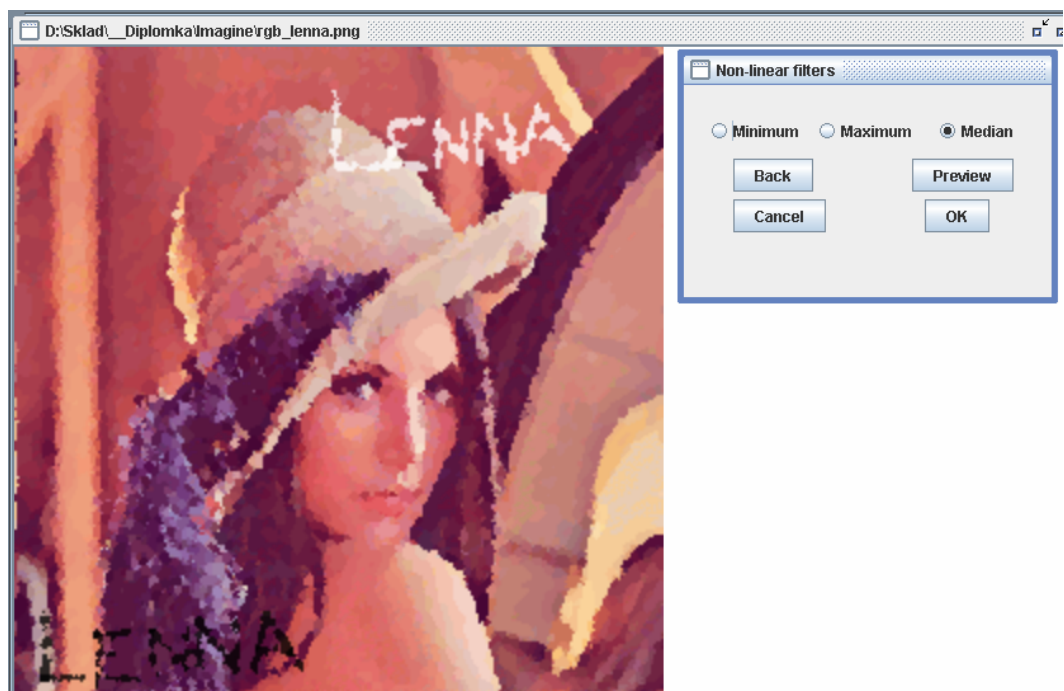 D:\Sklad\__Diplomka\Imagine\rgb_lenna.png
LENNA
LENNA
Non-linear filters
Minimum Maximum Median
Back Preview
Cancel OK